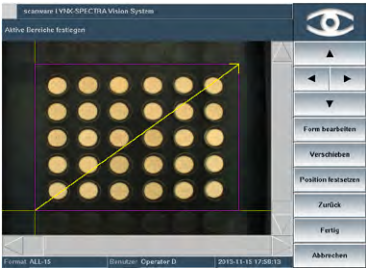 scanware LYNX-SPECTRA Vision System
Aktive Bereiche festlegen
Form bearbeiten
Verschieben
Position festsetzen
Zurück
Fertig
Abbrechen
Format ALL-15 Benutzer Operator D 2013-11-15 17:58:13